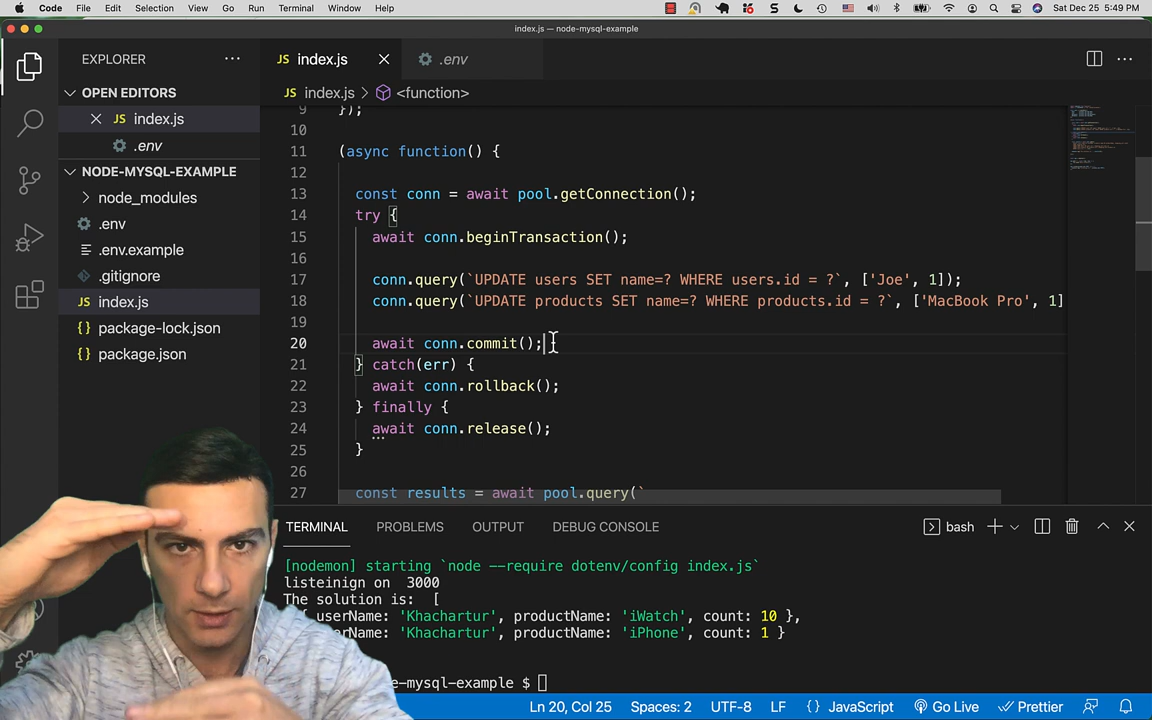 Code File Edit Selection View Go Run Terminal Window Help Sat Dec 25 5:49 PM
index.js — node-mysql-example
EXPLORER
JS index.js
.env
OPEN EDITORS
JS index.js
.env
NODE-MYSQL-EXAMPLE
node_modules
.env
.env.example
.gitignore
JS index.js
{} package-lock.json
{} package.json
JS index.js > <function>
9 });
10
11 (async function() {
12
13 const conn = await pool.getConnection();
14 try {
15 await conn.beginTransaction();
16
17 conn.query(`UPDATE users SET name=? WHERE users.id = ?`, ['Joe', 1]);
18 conn.query(`UPDATE products SET name=? WHERE products.id = ?`, ['MacBook Pro', 1]
19
20 await conn.commit();
21 } catch(err) {
22 await conn.rollback();
23 } finally {
24 await conn.release();
25 }
26
27 const results = await pool.query(`
TERMINAL PROBLEMS OUTPUT DEBUG CONSOLE bash
[nodemon] starting `node --require dotenv/config index.js`
listeinign on 3000
The solution is: [
userName: 'Khachartur', productName: 'iWatch', count: 10 },
Name: 'Khachartur', productName: 'iPhone', count: 1 }
e-mysql-example $
Ln 20, Col 25 Spaces: 2 UTF-8 LF {} JavaScript Go Live Prettier